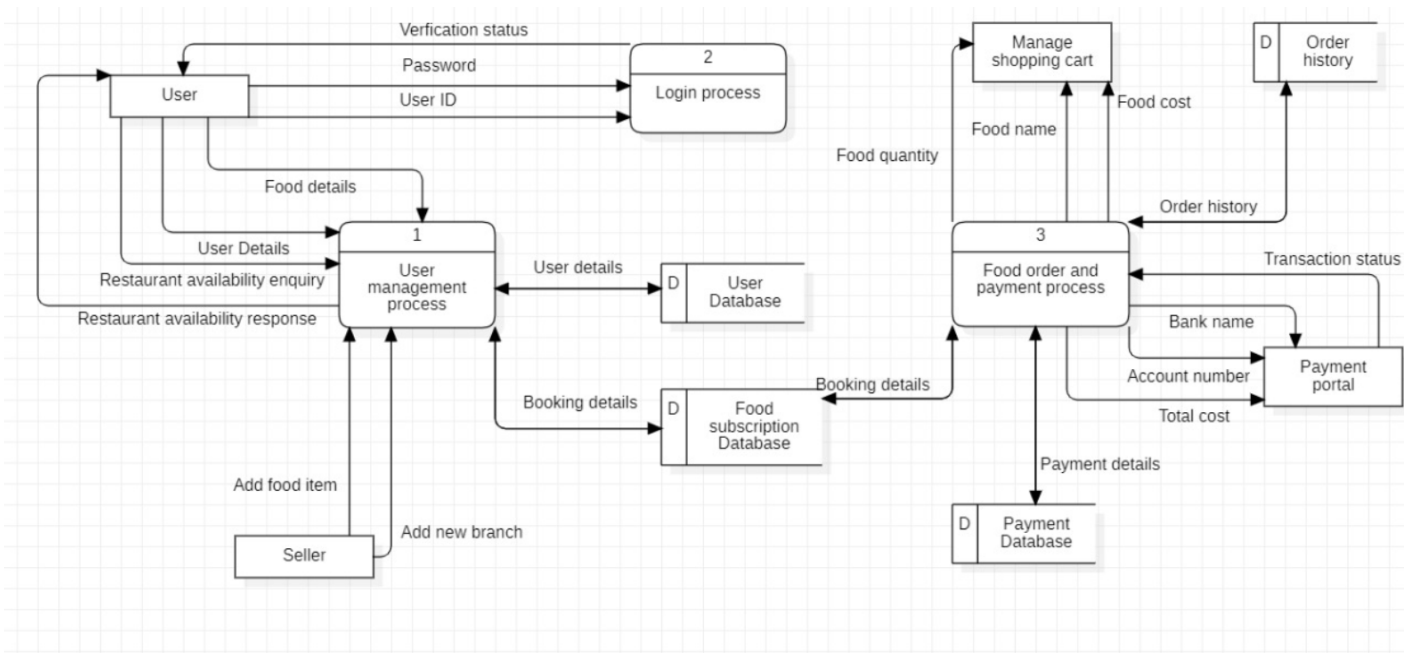 Verfication status
Password
User ID
User
2
Login process
Food details
User Details
Restaurant availability enquiry
Restaurant availability response
1
User
management
process
User details
D
User
Database
Booking details
D
Food
subscription
Database
Add food item
Add new branch
Seller
Manage
shopping cart
D
Order
history
Food cost
Food name
Food quantity
Order history
3
Food order and
payment process
Transaction status
Bank name
Account number
Total cost
Payment
portal
Booking details
Payment details
D
Payment
Database